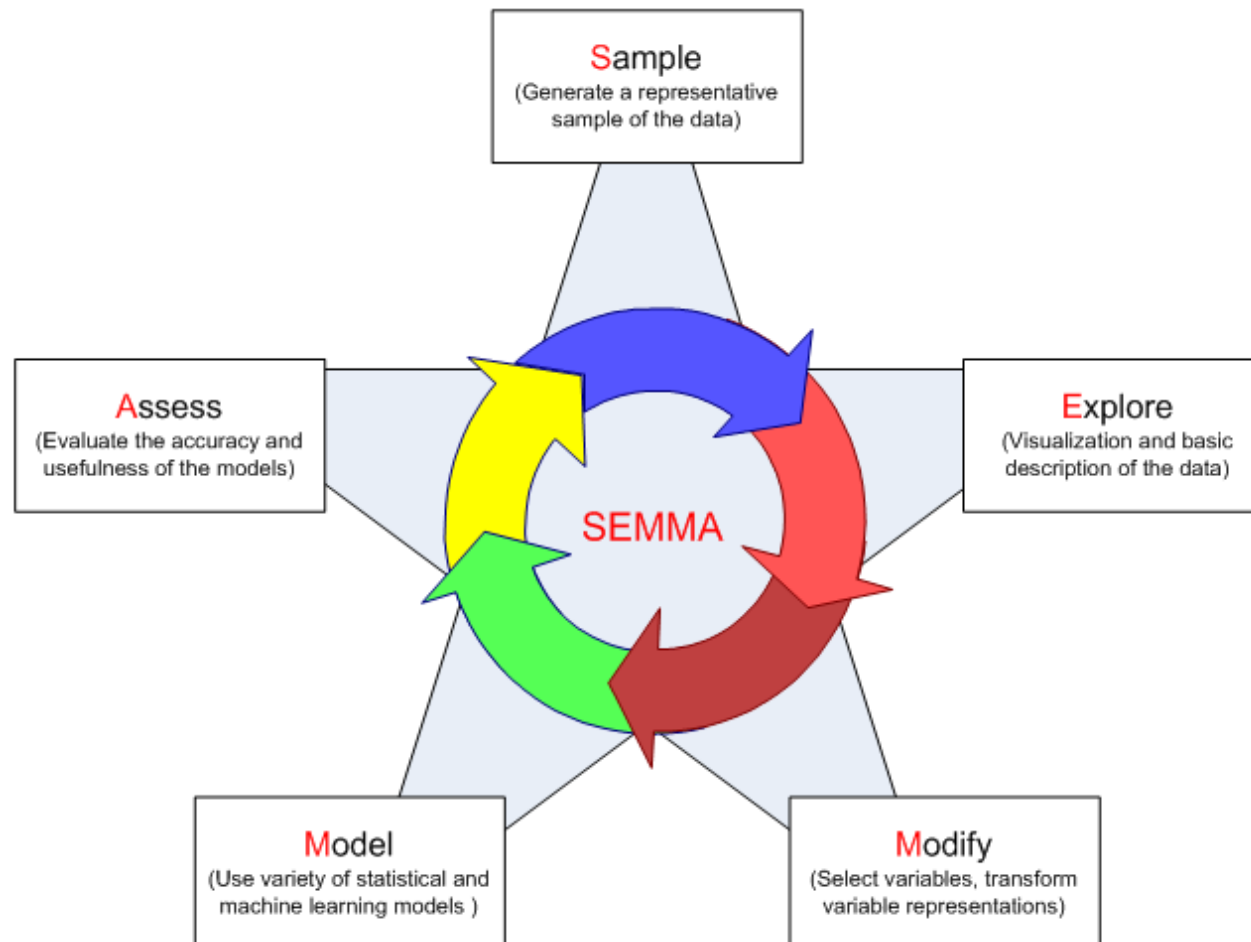 Sample
(Generate a representative
sample of the data)
Assess
(Evaluate the accuracy and
usefulness of the models)
Explore
(Visualization and basic
description of the data)
SEMMA
Model
(Use variety of statistical and
machine learning models )
Modify
(Select variables, transform
variable representations)